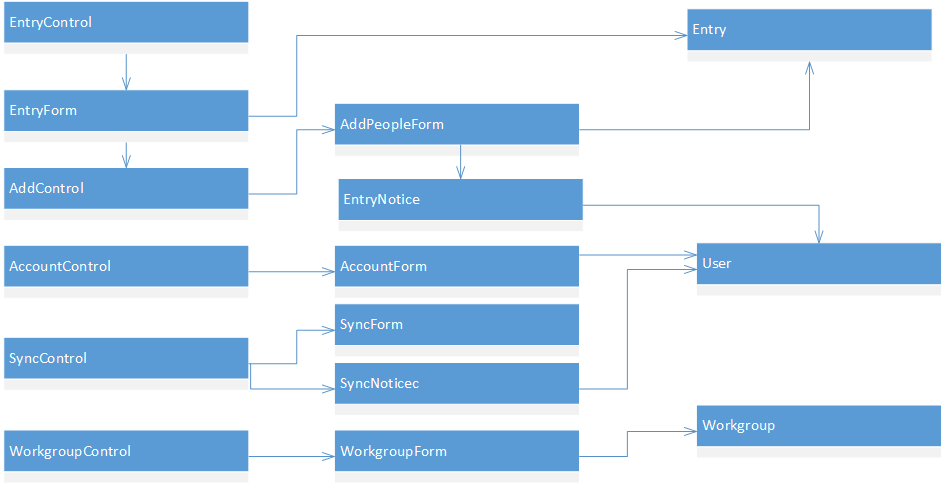 EntryControl
Entry
EntryForm
AddPeopleForm
AddControl
EntryNotice
AccountControl
AccountForm
User
SyncForm
SyncControl
SyncNoticec
Workgroup
WorkgroupControl
WorkgroupForm